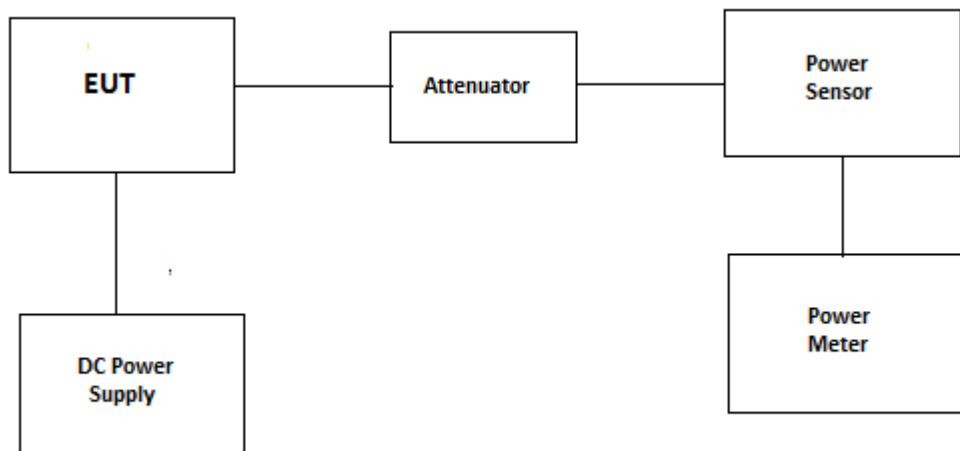 EUT
Attenuator
Power
Sensor
DC Power
Supply
Power
Meter